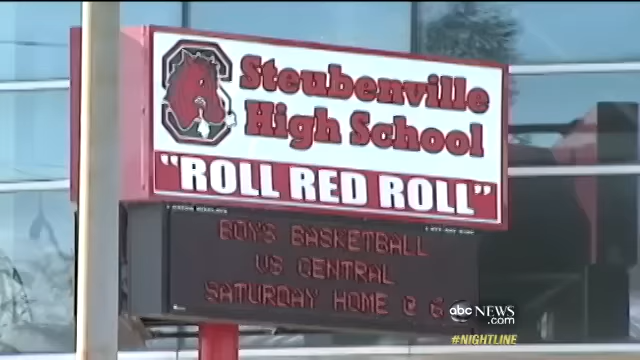 Steubenville
High School
"ROLL RED ROLL"
BOYS BASKETBALL
VS CENTRAL
SATURDAY HOME @ 6
abc NEWS
.com
#NIGHTLINE